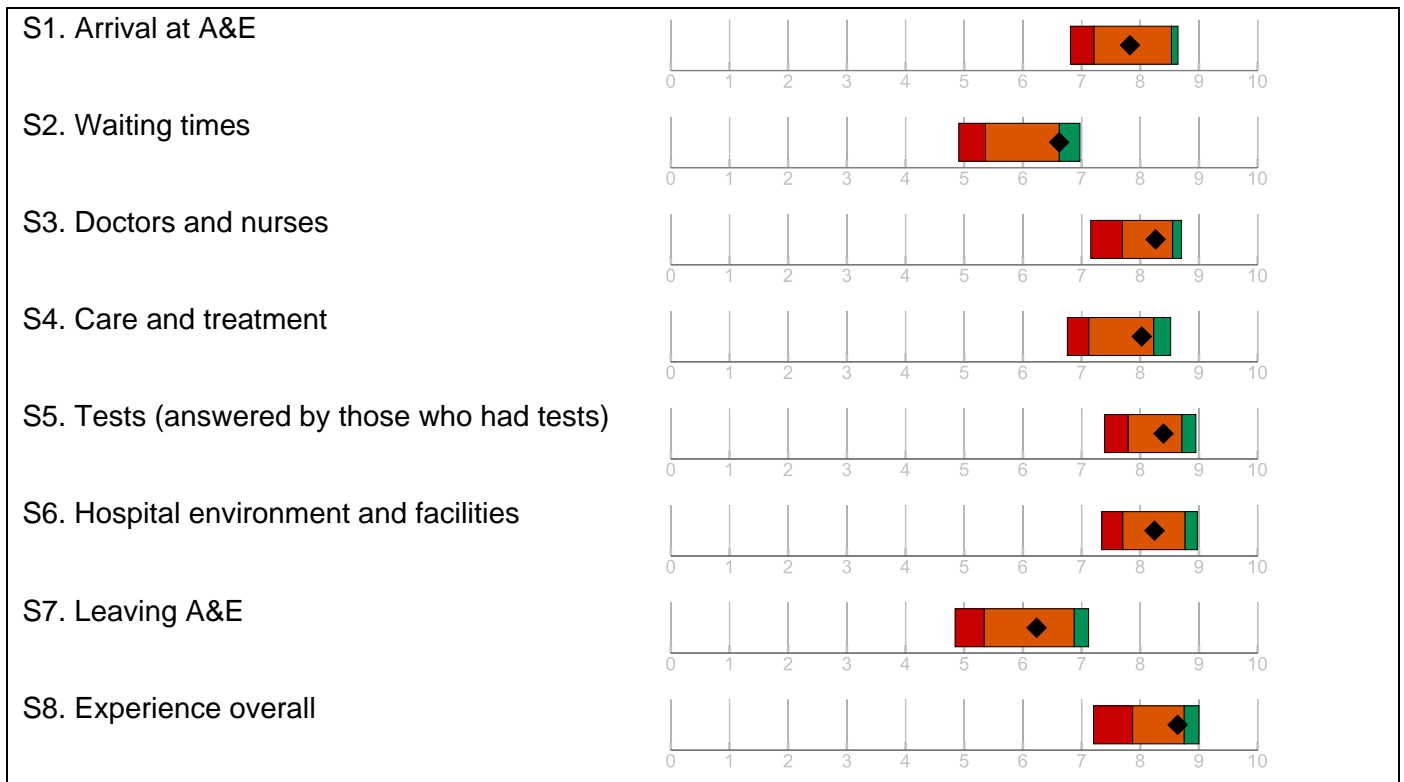 S1. Arrival at A&E
0 1 2 3 4 5 6 7 8 9 10
S2. Waiting times
0 1 2 3 4 5 6 7 8 9 10
S3. Doctors and nurses
0 1 2 3 4 5 6 7 8 9 10
S4. Care and treatment
0 1 2 3 4 5 6 7 8 9 10
S5. Tests (answered by those who had tests)
0 1 2 3 4 5 6 7 8 9 10
S6. Hospital environment and facilities
0 1 2 3 4 5 6 7 8 9 10
S7. Leaving A&E
0 1 2 3 4 5 6 7 8 9 10
S8. Experience overall
0 1 2 3 4 5 6 7 8 9 10